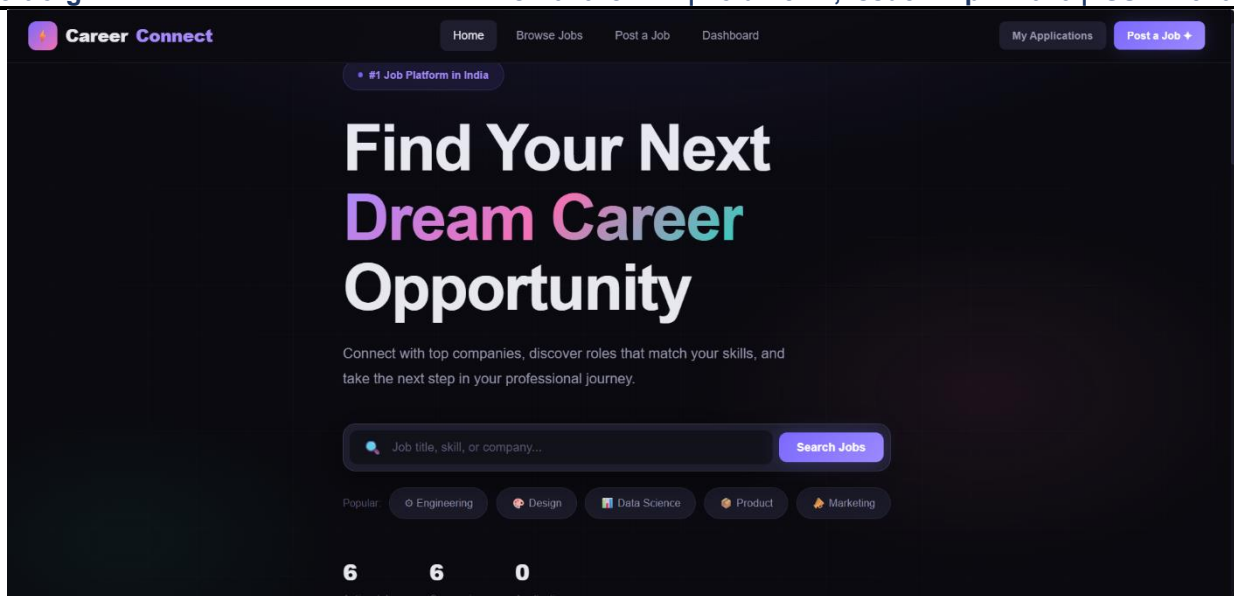 Career Connect
Home
Browse Jobs
Post a Job
Dashboard
My Applications
Post a Job +
#1 Job Platform in India
Find Your Next
Dream Career
Opportunity
Connect with top companies, discover roles that match your skills, and
take the next step in your professional journey.
Job title, skill, or company...
Search Jobs
Popular:
Engineering
Design
Data Science
Product
Marketing
6
6
0